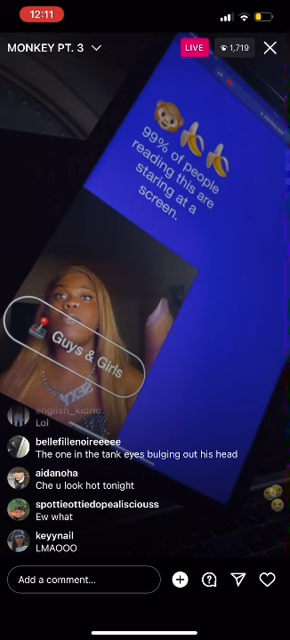 12:11
MONKEY PT. 3
LIVE
1,719
99% of people
reading this are
staring at a
screen.
Guys & Girls
english_kidrio
Lol
bellefillenoireeeee
The one in the tank eyes bulging out his head
aidanoha
Che u look hot tonight
spottieottiedopealisciouss
Ew what
keyynail
LMAOOO
Add a comment...